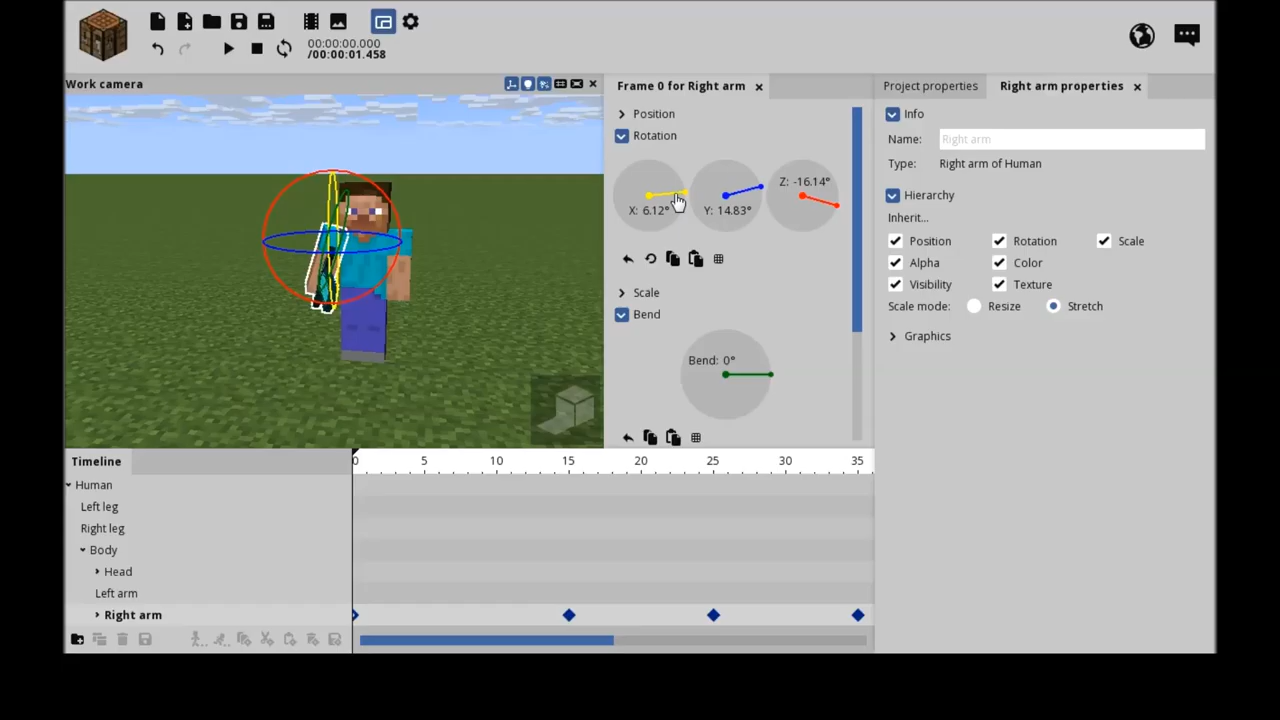 00:00:00.000
/00:00:01.458
Work camera
Frame 0 for Right arm
Position
Rotation
X: 6.12°
Y: 14.83°
Z: -16.14°
Scale
Bend
Bend: 0°
Project properties
Right arm properties
Info
Name: Right arm
Type: Right arm of Human
Hierarchy
Inherit...
Position Rotation Scale
Alpha Color
Visibility Texture
Scale mode: Resize Stretch
Graphics
Timeline
0 5 10 15 20 25 30 35
Human
Left leg
Right leg
Body
Head
Left arm
Right arm